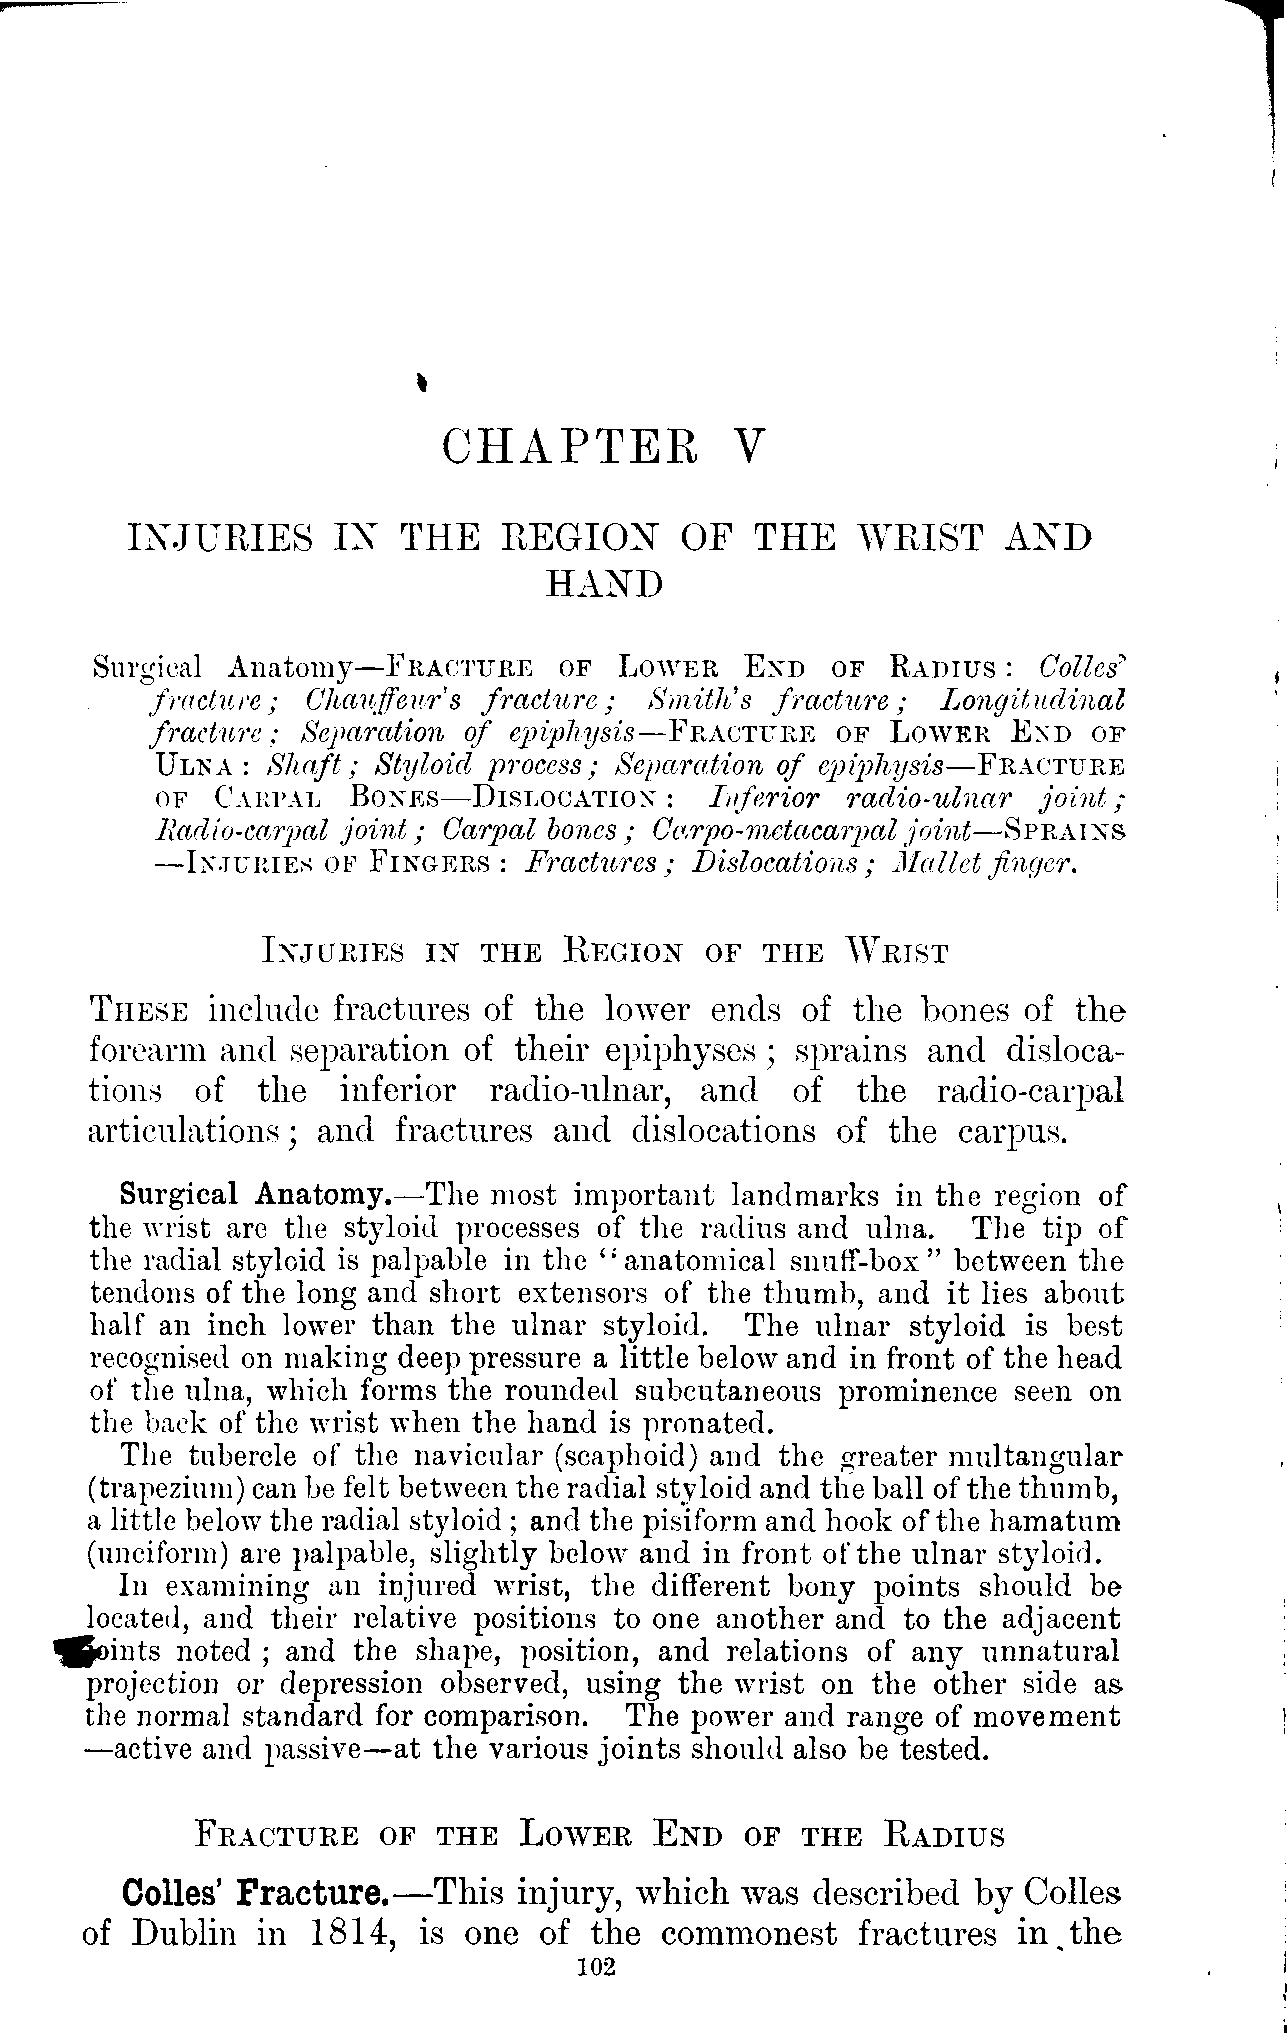 CHAPTER V
INJURIES IN THE REGION OF THE WRIST AND
HAND
Surgical Anatomy—FRACTURE OF LOWER END OF RADIUS: Colles'
fracture; Chauffeur's fracture; Smith's fracture; Longitudinal
fracture; Separation of epiphysis—FRACTURE OF LOWER END OF
ULNA: Shaft; Styloid process; Separation of epiphysis—FRACTURE
OF CARPAL BONES—DISLOCATION: Inferior radio-ulnar joint;
Radio-carpal joint; Carpal bones; Carpo-metacarpal joint—SPRAINS
—INJURIES OF FINGERS: Fractures; Dislocations; Mallet finger.
INJURIES IN THE REGION OF THE WRIST
THESE include fractures of the lower ends of the bones of the
forearm and separation of their epiphyses; sprains and disloca-
tions of the inferior radio-ulnar, and of the radio-carpal
articulations; and fractures and dislocations of the carpus.
Surgical Anatomy.—The most important landmarks in the region of
the wrist are the styloid processes of the radius and ulna. The tip of
the radial styloid is palpable in the "anatomical snuff-box" between the
tendons of the long and short extensors of the thumb, and it lies about
half an inch lower than the ulnar styloid. The ulnar styloid is best
recognised on making deep pressure a little below and in front of the head
of the ulna, which forms the rounded subcutaneous prominence seen on
the back of the wrist when the hand is pronated.
The tubercle of the navicular (scaphoid) and the greater multangular
(trapezium) can be felt between the radial styloid and the ball of the thumb,
a little below the radial styloid; and the pisiform and hook of the hamatum
(unciform) are palpable, slightly below and in front of the ulnar styloid.
In examining an injured wrist, the different bony points should be
located, and their relative positions to one another and to the adjacent
noted; and the shape, position, and relations of any unnatural
projection or depression observed, using the wrist on the other side as
the normal standard for comparison. The power and range of movement
—active and passive—at the various joints should also be tested.
FRACTURE OF THE LOWER END OF THE RADIUS
Colles' Fracture.—This injury, which was described by Colles
of Dublin in 1814, is one of the commonest fractures in the
102